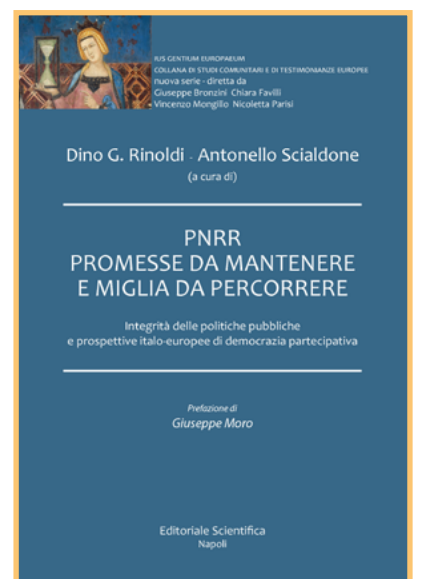 IUS GENTIUM EUROPAEUM
COLLANA DI STUDI COMUNITARI E DI TESTIMONIANZE EUROPEE
nuova serie - diretta da
Giuseppe Bronzini Chiara Favilli
Vincenzo Mongillo Nicoletta Parisi
Dino G. Rinoldi - Antonello Scialdone
(a cura di)
PNRR
PROMESSE DA MANTENERE
E MIGLIA DA PERCORRERE
Integrità delle politiche pubbliche
e prospettive italo-europee di democrazia partecipativa
Prefazione di
Giuseppe Moro
Editoriale Scientifica
Napoli